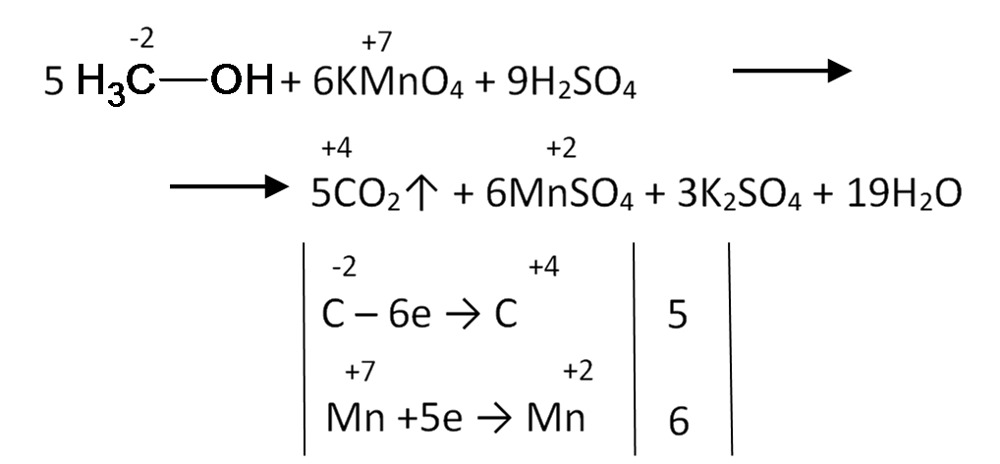 -2 +7
5 H₃C—OH + 6KMnO₄ + 9H₂SO₄ ⟶
+4 +2
⟶ 5CO₂↑ + 6MnSO₄ + 3K₂SO₄ + 19H₂O
-2 +4
C – 6e → C 5
+7 +2
Mn +5e → Mn 6